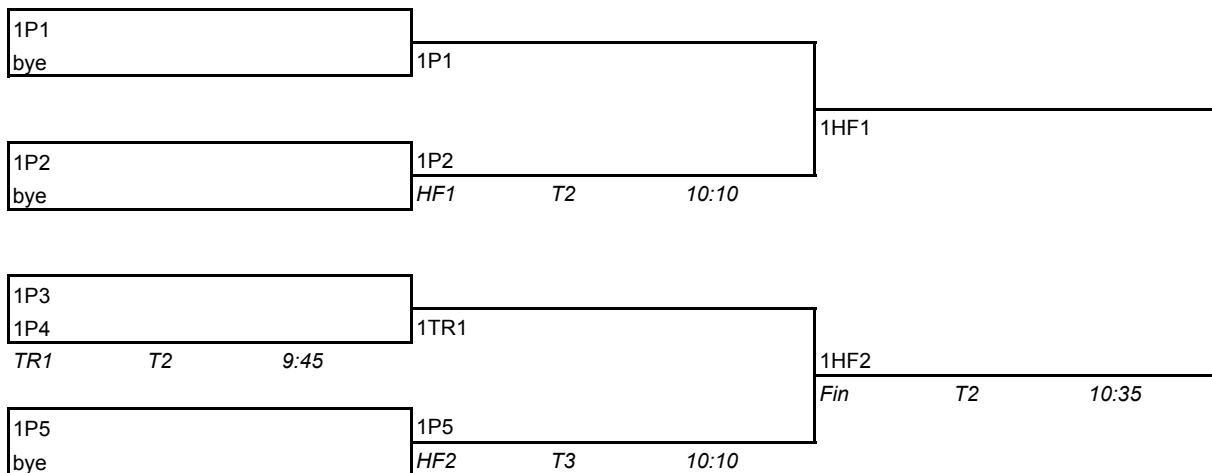 1P1
bye
1P1
1HF1
1P2
bye
1P2
HF1 T2 10:10
1P3
1P4
1TR1
TR1 T2 9:45
1HF2
Fin T2 10:35
1P5
bye
1P5
HF2 T3 10:10